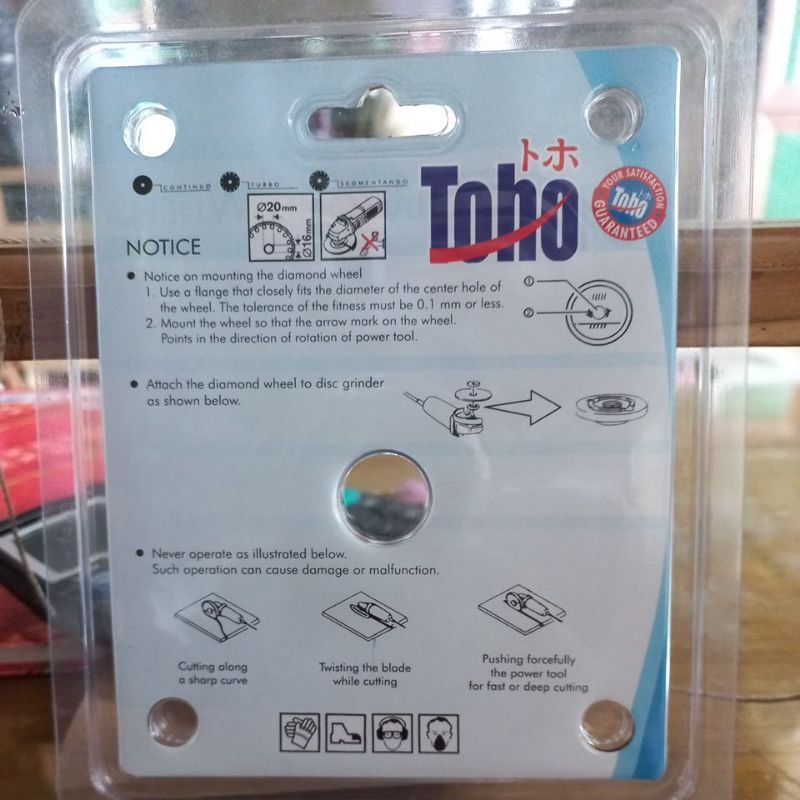 CONTINUO TURBO SEGMENTANDO
トホ
Toho
YOUR SATISFACTION
トホ
Toho
GUARANTEED
Ø20mm
Ø16mm
NOTICE
● Notice on mounting the diamond wheel
1. Use a flange that closely fits the diameter of the center hole of
the wheel. The tolerance of the fitness must be 0.1 mm or less.
2. Mount the wheel so that the arrow mark on the wheel.
Points in the direction of rotation of power tool.
①
②
● Attach the diamond wheel to disc grinder
as shown below.
● Never operate as illustrated below.
Such operation can cause damage or malfunction.
Cutting along
a sharp curve
Twisting the blade
while cutting
Pushing forcefully
the power tool
for fast or deep cutting